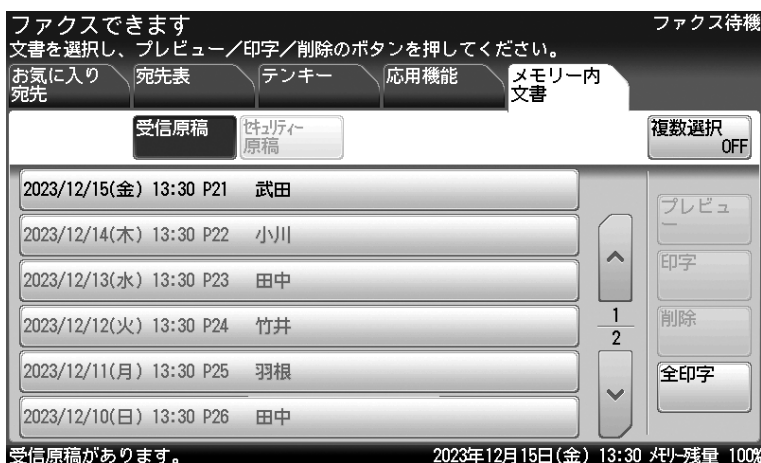 ファクスできます
ファクス待機
文書を選択し、プレビュー／印字／削除のボタンを押してください。
お気に入り
宛先
宛先表
テンキー
応用機能
メモリー内
文書
受信原稿
ｾｷｭﾘﾃｨｰ
原稿
複数選択
OFF
2023/12/15(金) 13:30 P21 武田
2023/12/14(木) 13:30 P22 小川
2023/12/13(水) 13:30 P23 田中
2023/12/12(火) 13:30 P24 竹井
2023/12/11(月) 13:30 P25 羽根
2023/12/10(日) 13:30 P26 田中
1
2
プレビュ
ー
印字
削除
全印字
受信原稿があります。
2023年12月15日(金) 13:30 ﾒﾓﾘｰ残量 100%